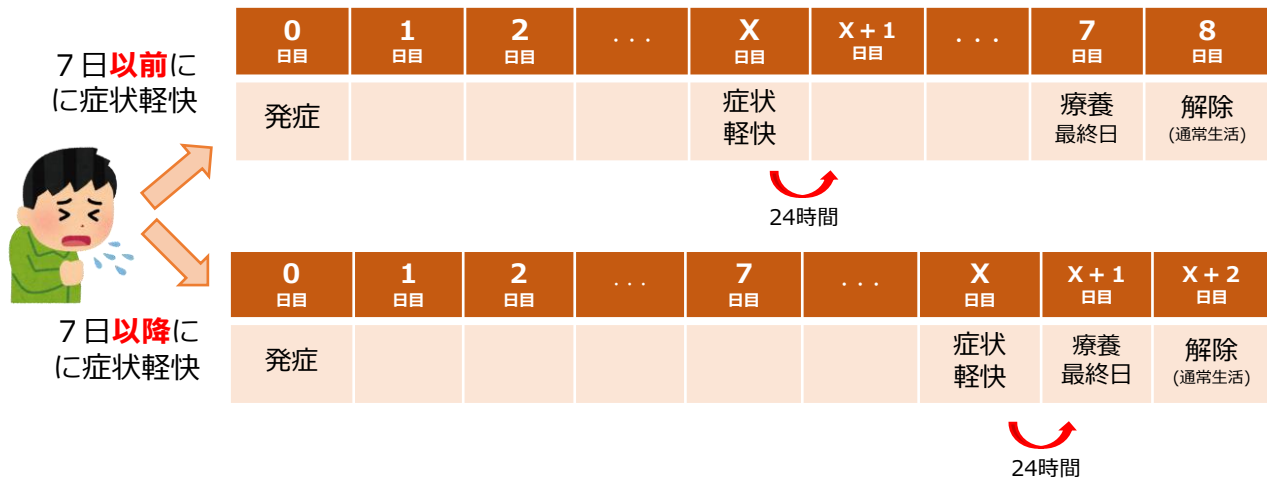 ７日以前に
に症状軽快
0 1 2 ... X X + 1 ... 7 8
日目 日目 日目 日目 日目 日目 日目
発症 症状 療養 解除
軽快 最終日 (通常生活)
24時間
７日以降に
に症状軽快
0 1 2 ... 7 ... X X + 1 X + 2
日目 日目 日目 日目 日目 日目 日目
発症 症状 療養 解除
軽快 最終日 (通常生活)
24時間